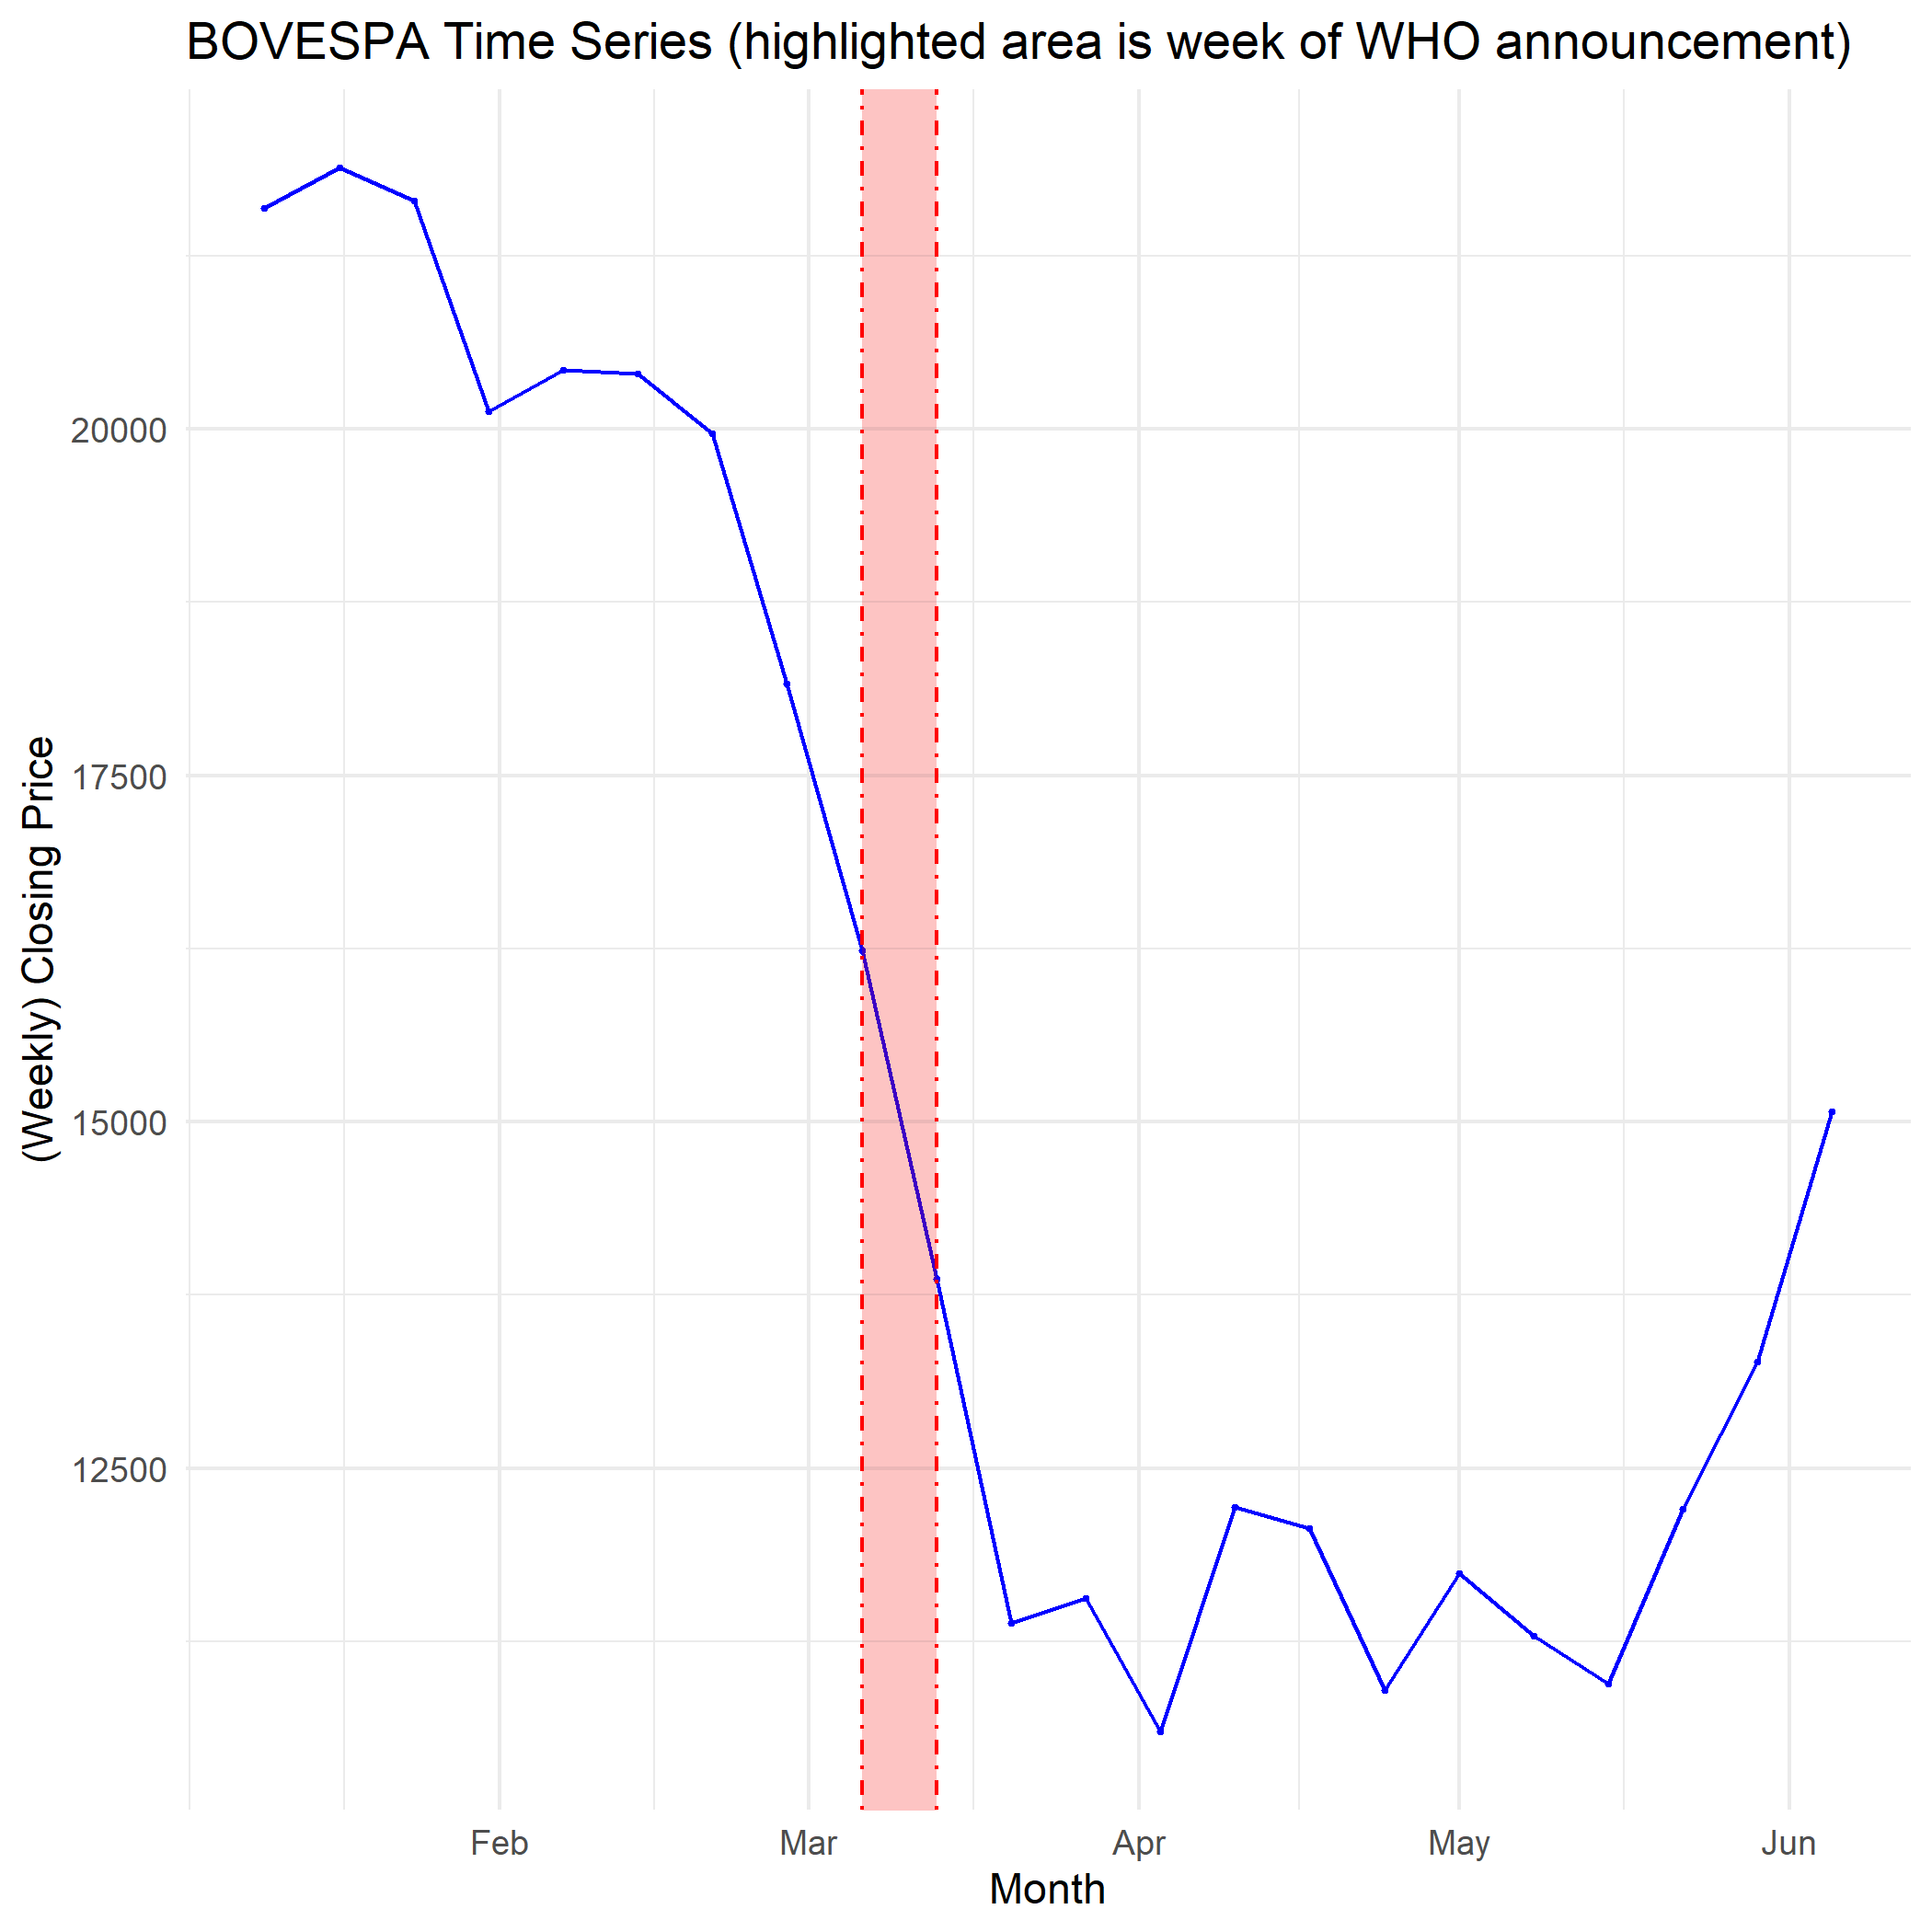 BOVESPA Time Series (highlighted area is week of WHO announcement)
(Weekly) Closing Price
20000
17500
15000
12500
Feb Mar Apr May Jun
Month